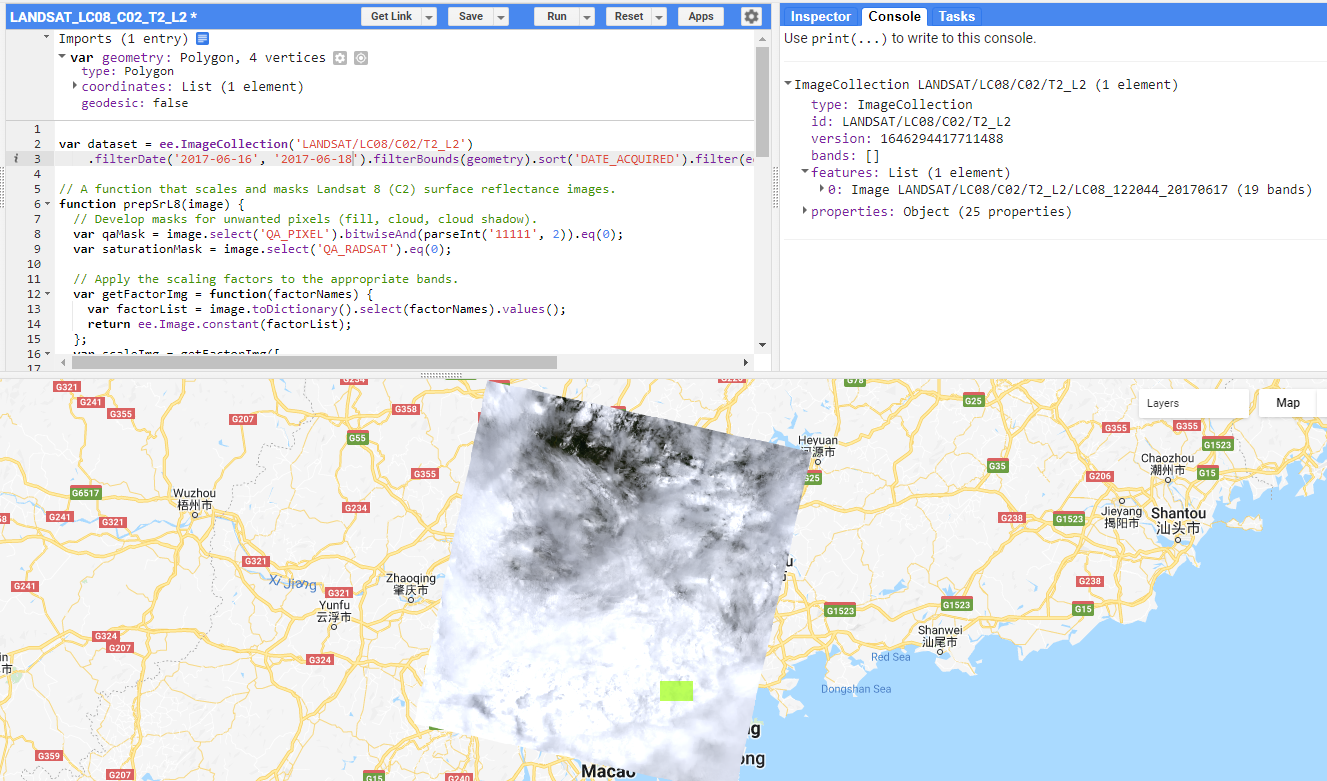 LANDSAT_LC08_C02_T2_L2 *
Get Link
Save
Run
Reset
Apps
Inspector
Console
Tasks
Imports (1 entry)
var geometry: Polygon, 4 vertices
type: Polygon
coordinates: List (1 element)
geodesic: false
1
2 var dataset = ee.ImageCollection('LANDSAT/LC08/C02/T2_L2')
i 3 .filterDate('2017-06-16', '2017-06-18').filterBounds(geometry).sort('DATE_ACQUIRED').filter(
4
5 // A function that scales and masks Landsat 8 (C2) surface reflectance images.
6 function prepSrL8(image) {
7 // Develop masks for unwanted pixels (fill, cloud, cloud shadow).
8 var qaMask = image.select('QA_PIXEL').bitwiseAnd(parseInt('11111', 2)).eq(0);
9 var saturationMask = image.select('QA_RADSAT').eq(0);
10
11 // Apply the scaling factors to the appropriate bands.
12 var getFactorImg = function(factorNames) {
13 var factorList = image.toDictionary().select(factorNames).values();
14 return ee.Image.constant(factorList);
15 };
16 var scaleImg = getFactorImg([
17
Use print(...) to write to this console.
ImageCollection LANDSAT/LC08/C02/T2_L2 (1 element)
type: ImageCollection
id: LANDSAT/LC08/C02/T2_L2
version: 1646294417711488
bands: []
features: List (1 element)
0: Image LANDSAT/LC08/C02/T2_L2/LC08_122044_20170617 (19 bands)
properties: Object (25 properties)
Layers
Map
G321
G241
G355
G234
G358
G207
G55
G355
G6517
Wuzhou
梧州市
G241
G321
G234
G321
G241
Xi Jiang
G321
Zhaoqing
肇庆市
Yunfu
云浮市
G324
G207
G324
G359
G207
G15
G240
Macao
G78
G25
Heyuan
河源市
G25
G35
G355
G355
G1523
Chaozhou
潮州市
G206
G15
Jieyang
揭阳市
Shantou
汕头市
G238
G1523
G238
G1523
G1523
G15
Shanwei
汕尾市
Red Sea
Dongshan Sea